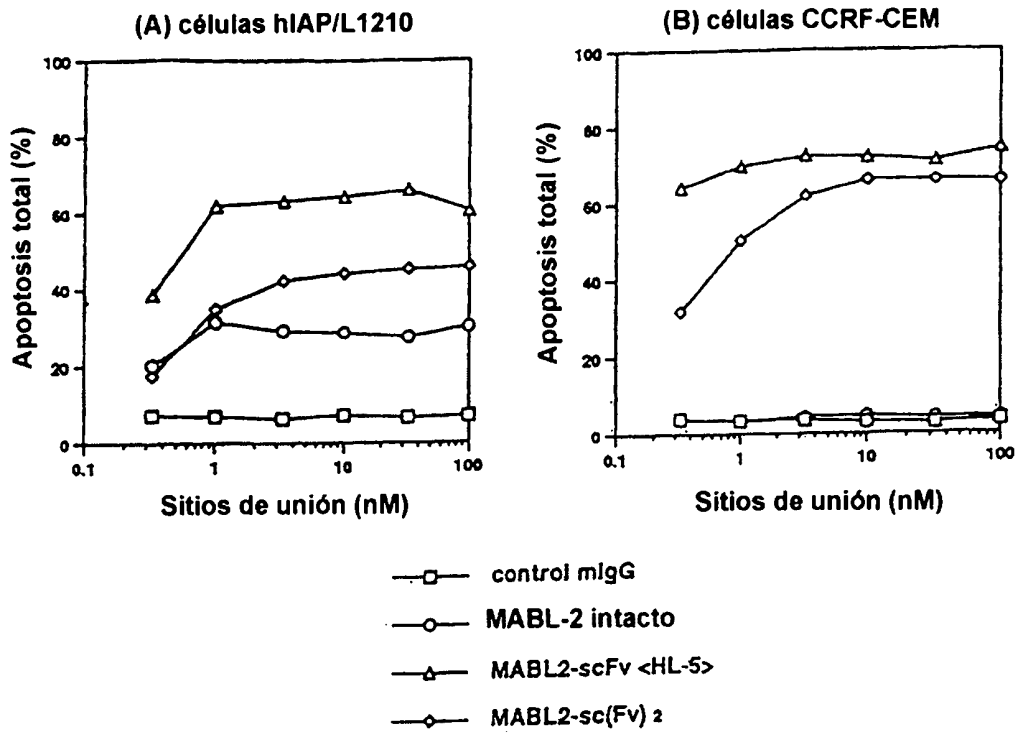 (A) células hIAP/L1210
(B) células CCRF-CEM
Apoptosis total (%)
100
80
60
40
20
0
0.1
1
10
100
Sitios de unión (nM)
Apoptosis total (%)
100
80
60
40
20
0
0.1
1
10
100
Sitios de unión (nM)
control mIgG
MABL-2 intacto
MABL2-scFv <HL-5>
MABL2-sc(Fv) 2